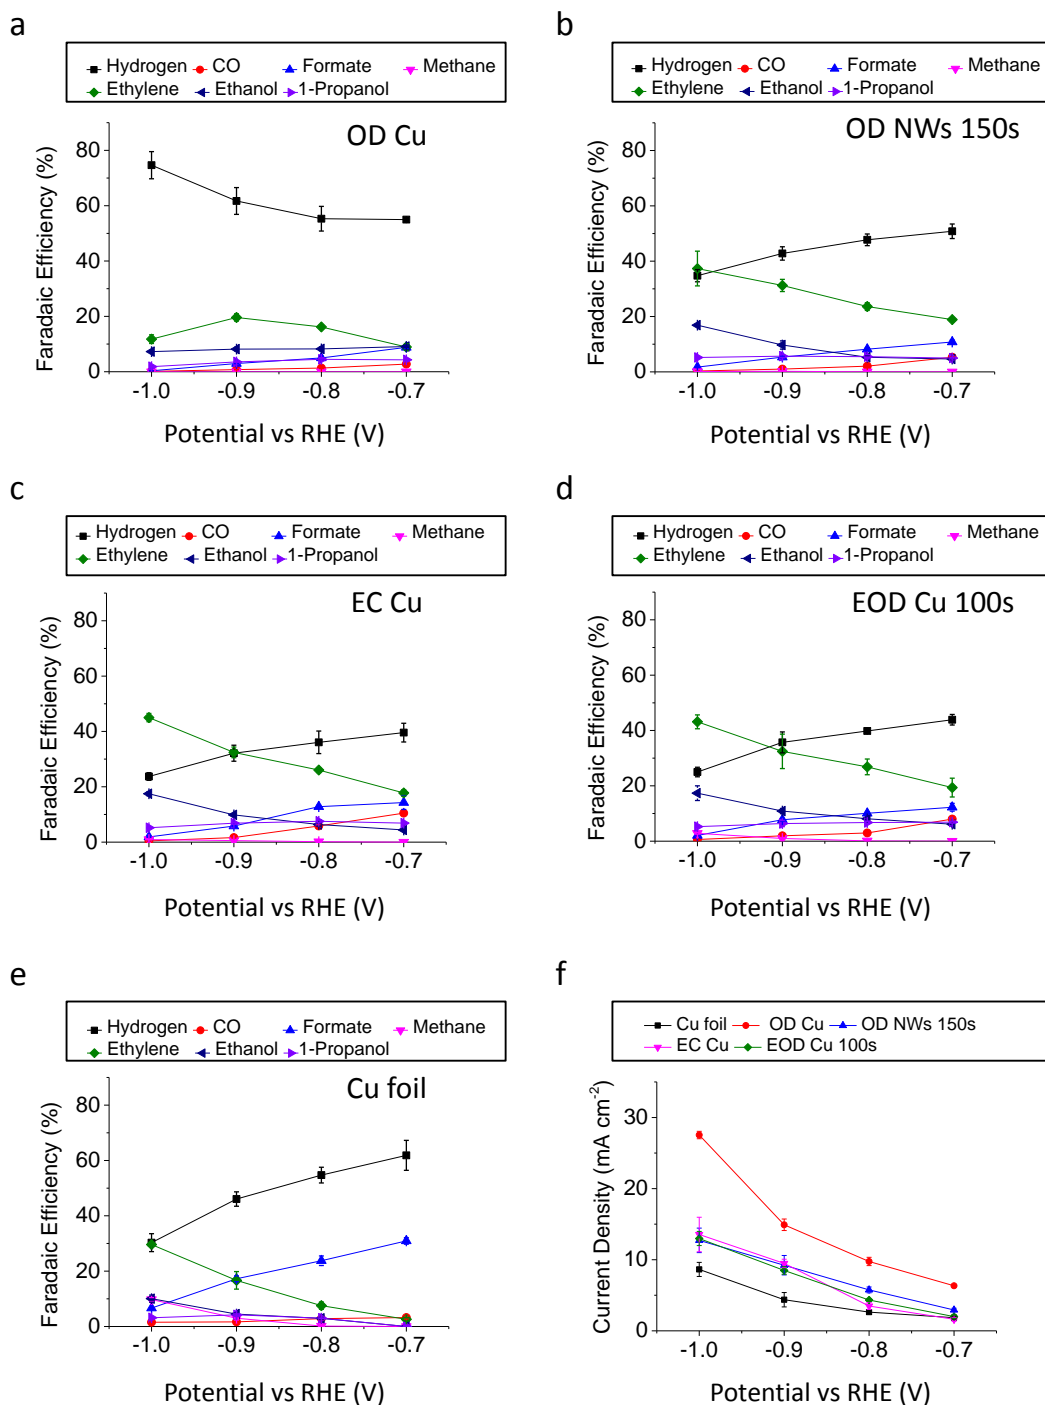 a
Hydrogen CO Formate Methane
Ethylene Ethanol 1-Propanol
OD Cu
80
60
40
20
0
Faradaic Efficiency (%)
-1.0 -0.9 -0.8 -0.7
Potential vs RHE (V)
b
Hydrogen CO Formate Methane
Ethylene Ethanol 1-Propanol
OD NWs 150s
80
60
40
20
0
Faradaic Efficiency (%)
-1.0 -0.9 -0.8 -0.7
Potential vs RHE (V)
c
Hydrogen CO Formate Methane
Ethylene Ethanol 1-Propanol
EC Cu
80
60
40
20
0
Faradaic Efficiency (%)
-1.0 -0.9 -0.8 -0.7
Potential vs RHE (V)
d
Hydrogen CO Formate Methane
Ethylene Ethanol 1-Propanol
EOD Cu 100s
80
60
40
20
0
Faradaic Efficiency (%)
-1.0 -0.9 -0.8 -0.7
Potential vs RHE (V)
e
Hydrogen CO Formate Methane
Ethylene Ethanol 1-Propanol
Cu foil
80
60
40
20
0
Faradaic Efficiency (%)
-1.0 -0.9 -0.8 -0.7
Potential vs RHE (V)
f
Cu foil OD Cu OD NWs 150s
EC Cu EOD Cu 100s
30
20
10
0
Current Density (mA cm⁻²)
-1.0 -0.9 -0.8 -0.7
Potential vs RHE (V)